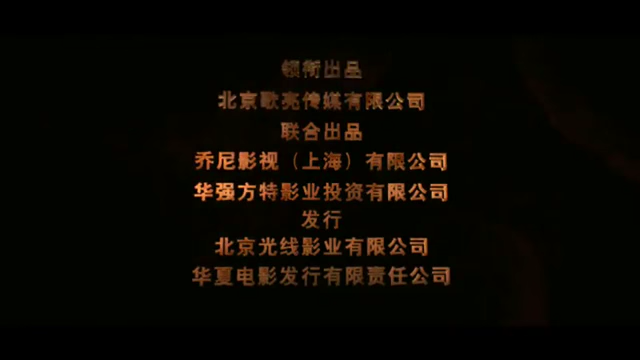 领衔出品
北京歌亮传媒有限公司
联合出品
乔尼影视（上海）有限公司
华强方特影业投资有限公司
发行
北京光线影业有限公司
华夏电影发行有限责任公司